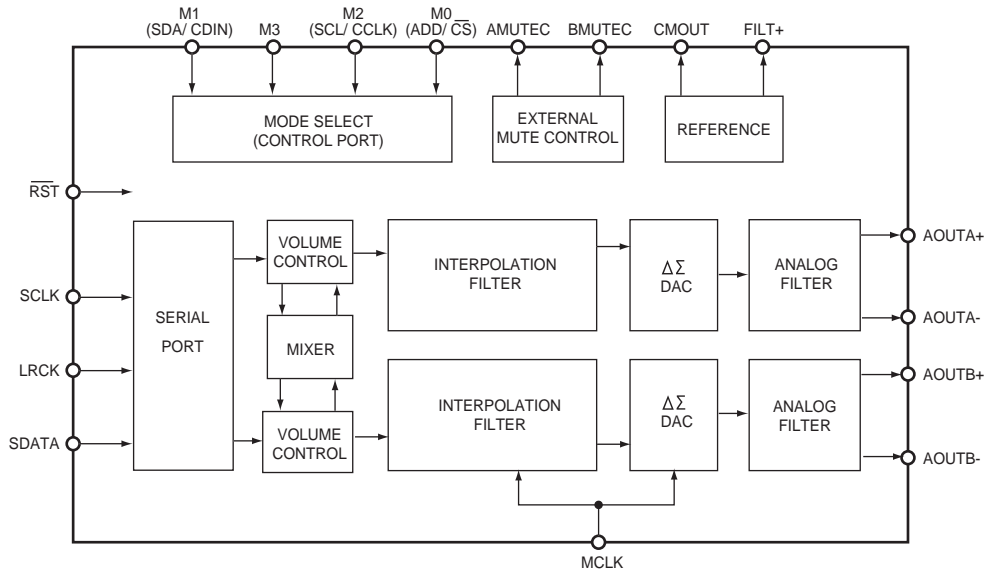 M1
(SDA/ CDIN)
M3
M2
(SCL/ CCLK)
M0
(ADD/ C̅S̅)
AMUTEC
BMUTEC
CMOUT
FILT+
MODE SELECT
(CONTROL PORT)
EXTERNAL
MUTE CONTROL
REFERENCE
R̅S̅T̅
SCLK
LRCK
SDATA
SERIAL
PORT
VOLUME
CONTROL
MIXER
VOLUME
CONTROL
INTERPOLATION
FILTER
ΔΣ
DAC
ANALOG
FILTER
INTERPOLATION
FILTER
ΔΣ
DAC
ANALOG
FILTER
AOUTA+
AOUTA-
AOUTB+
AOUTB-
MCLK